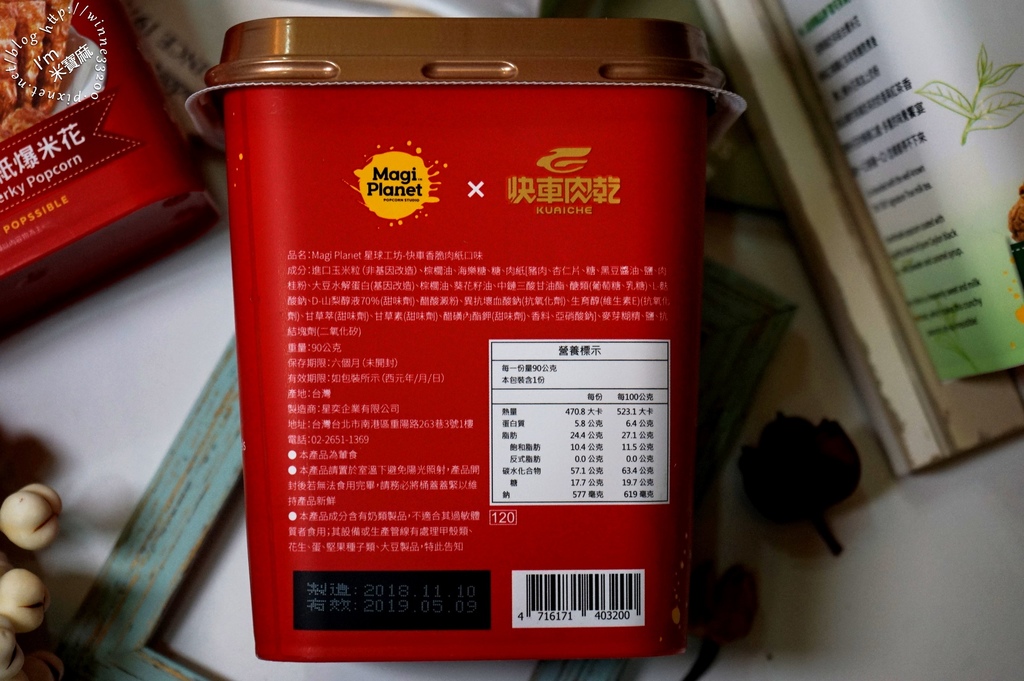 http://winne33200.pixnet.net/blog
I'm
米寶麻
紙爆米花
erky Popcorn
POPSSIBLE
Magi
Planet
POPCORN STUDIO
×
快車肉乾
KUAICHE
品名:Magi Planet 星球工坊-快車香脆肉紙口味
成分:進口玉米粒(非基因改造)、棕櫚油、海樂糖、糖、肉紙[豬肉、杏仁片、糖、黑豆醬油、鹽、肉
桂粉、大豆水解蛋白(基因改造)、棕櫚油、葵花籽油、中鏈三酸甘油酯、醣類(葡萄糖、乳糖)、L-麩
酸鈉、D-山梨醇液70%(甜味劑)、醋酸澱粉、異抗壞血酸鈉(抗氧化劑)、生育醇(維生素E)(抗氧化
劑)、甘草萃(甜味劑)、甘草素(甜味劑)、醋磺內酯鉀(甜味劑)、香料、亞硝酸鈉]、麥芽糊精、鹽、抗
結塊劑(二氧化矽)
重量:90公克
保存期限:六個月(未開封)
有效期限:如包裝所示(西元年/月/日)
產地:台灣
製造商:星奕企業有限公司
地址:台灣台北市南港區重陽路263巷3號1樓
電話:02-2651-1369
●本產品為葷食
●本產品請置於室溫下避免陽光照射,產品開
封後若無法食用完畢,請務必將桶蓋蓋緊以維
持產品新鮮
●本產品成分含有奶類製品,不適合其過敏體
質者食用;其設備或生產管線有處理甲殼類、
花生、蛋、堅果種子類、大豆製品,特此告知
營養標示
每一份量90公克
本包裝含1份
每份 每100公克
熱量 470.8 大卡 523.1 大卡
蛋白質 5.8 公克 6.4 公克
脂肪 24.4 公克 27.1 公克
飽和脂肪 10.4 公克 11.5 公克
反式脂肪 0.0 公克 0.0 公克
碳水化合物 57.1 公克 63.4 公克
糖 17.7 公克 19.7 公克
鈉 577 毫克 619 毫克
120
製造:2018.11.10
有效:2019.05.09
4 716171 403200